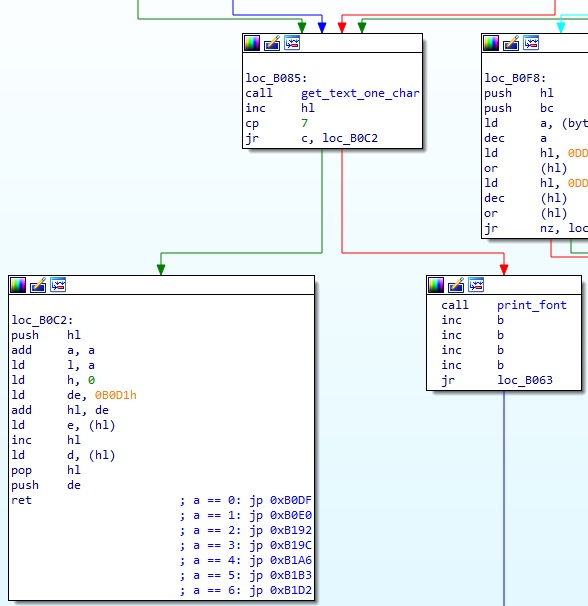 loc_B085:
call get_text_one_char
inc hl
cp 7
jr c, loc_B0C2
loc_B0F8:
push hl
push bc
ld a, (byt
dec a
ld hl, 0DD
or (hl)
ld hl, 0DD
dec (hl)
or (hl)
jr nz, loc
loc_B0C2:
push hl
add a, a
ld l, a
ld h, 0
ld de, 0B0D1h
add hl, de
ld e, (hl)
inc hl
ld d, (hl)
pop hl
push de
ret ; a == 0: jp 0xB0DF
; a == 1: jp 0xB0E0
; a == 2: jp 0xB192
; a == 3: jp 0xB19C
; a == 4: jp 0xB1A6
; a == 5: jp 0xB1B3
; a == 6: jp 0xB1D2
call print_font
inc b
inc b
inc b
inc b
jr loc_B063